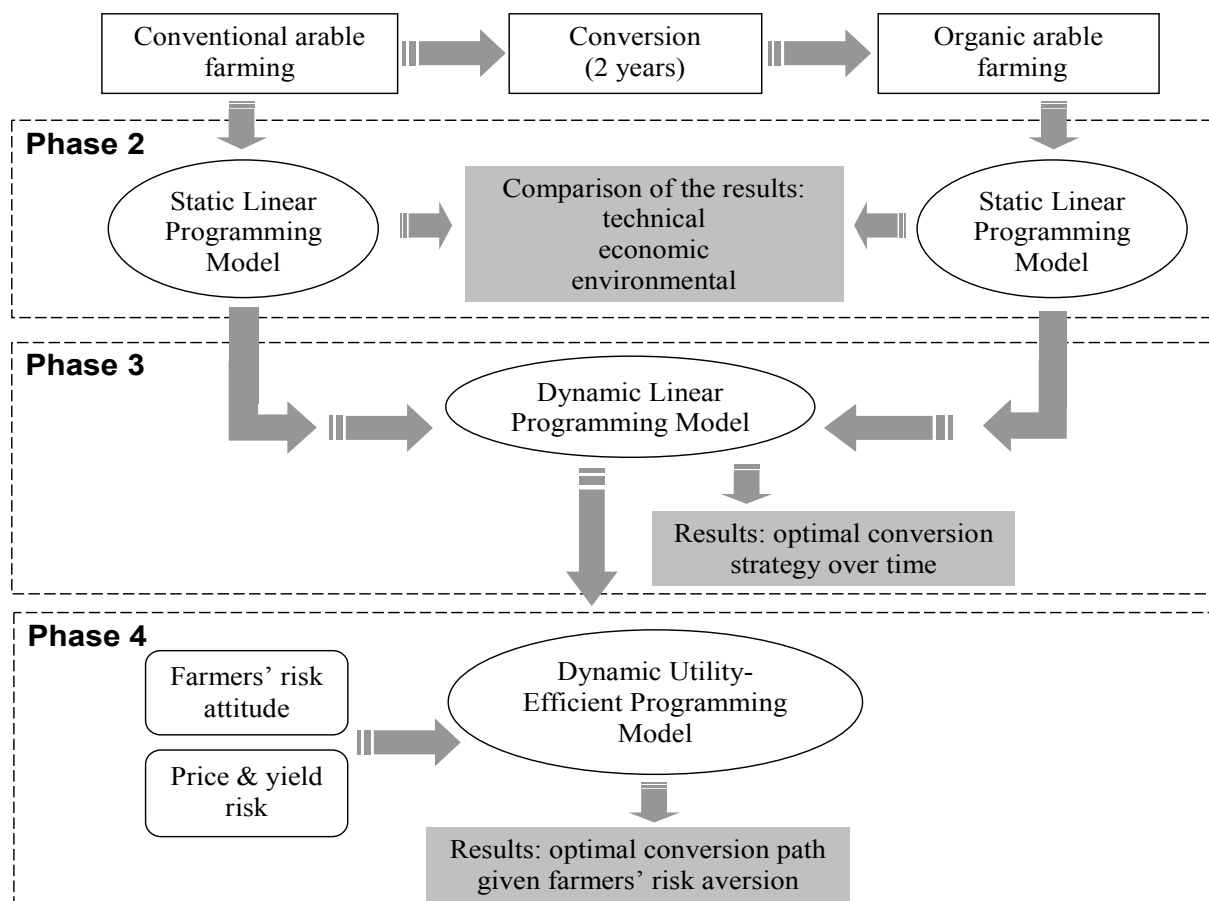 Conventional arable
farming
Conversion
(2 years)
Organic arable
farming
Phase 2
Static Linear
Programming
Model
Comparison of the results:
technical
economic
environmental
Static Linear
Programming
Model
Phase 3
Dynamic Linear
Programming Model
Results: optimal conversion
strategy over time
Phase 4
Farmers’ risk
attitude
Price & yield
risk
Dynamic Utility-
Efficient Programming
Model
Results: optimal conversion path
given farmers’ risk aversion